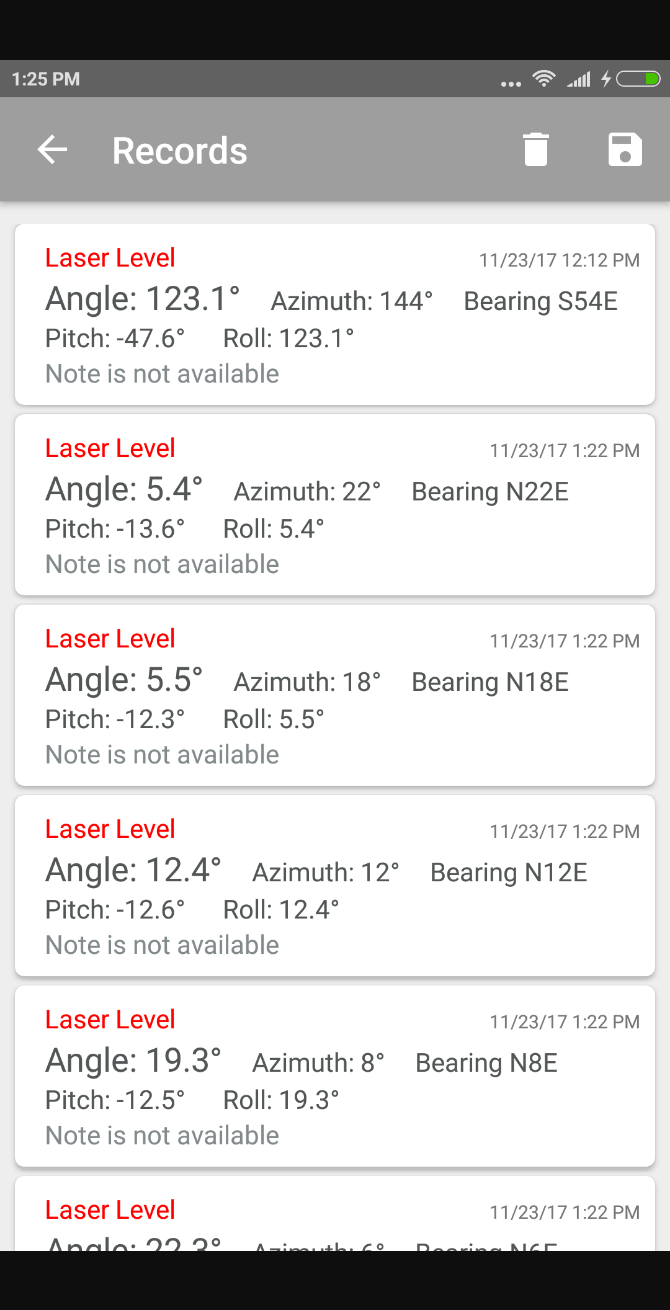 1:25 PM
Records
Laser Level 11/23/17 12:12 PM
Angle: 123.1° Azimuth: 144° Bearing S54E
Pitch: -47.6° Roll: 123.1°
Note is not available
Laser Level 11/23/17 1:22 PM
Angle: 5.4° Azimuth: 22° Bearing N22E
Pitch: -13.6° Roll: 5.4°
Note is not available
Laser Level 11/23/17 1:22 PM
Angle: 5.5° Azimuth: 18° Bearing N18E
Pitch: -12.3° Roll: 5.5°
Note is not available
Laser Level 11/23/17 1:22 PM
Angle: 12.4° Azimuth: 12° Bearing N12E
Pitch: -12.6° Roll: 12.4°
Note is not available
Laser Level 11/23/17 1:22 PM
Angle: 19.3° Azimuth: 8° Bearing N8E
Pitch: -12.5° Roll: 19.3°
Note is not available
Laser Level 11/23/17 1:22 PM
Angle: 22.3° Azimuth: 6° Bearing N6E